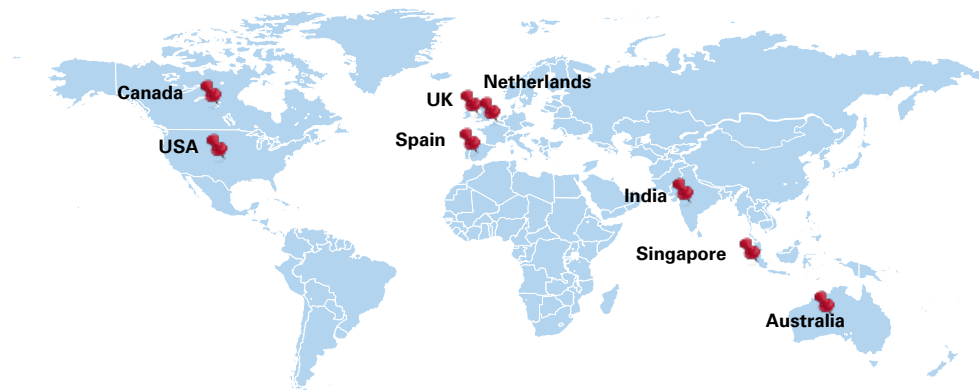 Netherlands
Canada
UK
USA
Spain
India
Singapore
Australia